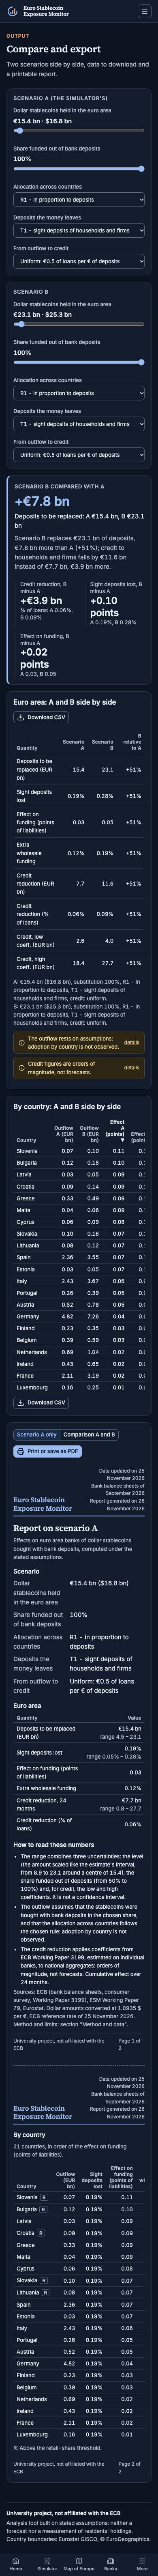 Euro Stablecoin
Exposure Monitor
OUTPUT
Compare and export
Two scenarios side by side, data to download and
a printable report.
SCENARIO A (THE SIMULATOR'S)
Dollar stablecoins held in the euro area
€15.4 bn · $16.8 bn
Share funded out of bank deposits
100%
Allocation across countries
R1 - in proportion to deposits
Deposits the money leaves
T1 - sight deposits of households and firms
From outflow to credit
Uniform: €0.5 of loans per € of deposits
SCENARIO B
Dollar stablecoins held in the euro area
€23.1 bn · $25.3 bn
Share funded out of bank deposits
100%
Allocation across countries
R1 - in proportion to deposits
Deposits the money leaves
T1 - sight deposits of households and firms
From outflow to credit
Uniform: €0.5 of loans per € of deposits
SCENARIO B COMPARED WITH A
+€7.8 bn
Deposits to be replaced: A €15.4 bn, B €23.1
bn
Scenario B replaces €23.1 bn of deposits,
€7.8 bn more than A (+51%); credit to
households and firms falls by €11.6 bn
instead of €7.7 bn, €3.9 bn more.
Credit reduction, B
minus A
+€3.9 bn
% of loans: A 0.06%,
B 0.09%
Sight deposits lost, B
minus A
+0.10
points
A 0.19%, B 0.28%
Effect on funding, B
minus A
+0.02
points
A 0.03, B 0.05
Euro area: A and B side by side
Download CSV
Quantity Scenario A Scenario B B relative to A
Deposits to be replaced (EUR bn) 15.4 23.1 +51%
Sight deposits lost 0.19% 0.28% +51%
Effect on funding (points of liabilities) 0.03 0.05 +51%
Extra wholesale funding 0.12% 0.19% +51%
Credit reduction (EUR bn) 7.7 11.6 +51%
Credit reduction (% of loans) 0.06% 0.09% +51%
Credit, low coeff. (EUR bn) 2.6 4.0 +51%
Credit, high coeff. (EUR bn) 18.4 27.7 +51%
A: €15.4 bn ($16.8 bn), substitution 100%, R1 - In
proportion to deposits, T1 - sight deposits of
households and firms, credit: uniform.
B: €23.1 bn ($25.3 bn), substitution 100%, R1 - In
proportion to deposits, T1 - sight deposits of
households and firms, credit: uniform.
The outflow rests on assumptions:
adoption by country is not observed.
details
Credit figures are orders of
magnitude, not forecasts.
details
By country: A and B side by side
Country Outflow A (EUR bn) Outflow B (EUR bn) Effect A (points) ▼
Slovenia 0.07 0.10 0.11
Bulgaria 0.12 0.18 0.10
Latvia 0.03 0.05 0.09
Croatia 0.09 0.14 0.09
Greece 0.33 0.49 0.09
Malta 0.04 0.06 0.09
Cyprus 0.06 0.09 0.08
Slovakia 0.10 0.16 0.07
Lithuania 0.08 0.12 0.07
Spain 2.36 3.55 0.07
Estonia 0.03 0.05 0.07
Italy 2.43 3.67 0.06
Portugal 0.26 0.39 0.05
Austria 0.52 0.78 0.05
Germany 4.82 7.26 0.04
Finland 0.23 0.35 0.03
Belgium 0.39 0.59 0.03
Netherlands 0.69 1.04 0.02
Ireland 0.43 0.65 0.02
France 2.11 3.19 0.02
Luxembourg 0.16 0.25 0.01
Download CSV
Scenario A only
Comparison A and B
Print or save as PDF
Euro Stablecoin
Exposure Monitor
Data updated on 25
November 2026
Bank balance sheets of
September 2026
Report generated on 26
November 2026
Report on scenario A
Effects on euro area banks of dollar stablecoins
bought with bank deposits, computed under the
stated assumptions.
Scenario
Dollar stablecoins held in the euro area €15.4 bn ($16.8 bn)
Share funded out of bank deposits 100%
Allocation across countries R1 - in proportion to deposits
Deposits the money leaves T1 - sight deposits of households and firms
From outflow to credit Uniform: €0.5 of loans per € of deposits
Euro area
Quantity Value
Deposits to be replaced (EUR bn) €15.4 bn
range 4.5 – 23.1
Sight deposits lost 0.19%
range 0.05% – 0.28%
Effect on funding (points of liabilities) 0.03
Extra wholesale funding 0.12%
Credit reduction, 24 months €7.7 bn
range 0.8 – 27.7
Credit reduction (% of loans) 0.06%
How to read these numbers
The range combines three uncertainties: the level
(the amount implied by the estimate's interval,
from 8.9 to 23.1 around a centre of 15.4), the
share funded out of deposits (from 50% to
100%) and, for credit, the low and high
coefficients. It is not a confidence interval.
The outflow assumes that the stablecoins were
bought with bank deposits in the chosen share,
and that the allocation across countries follows
the chosen rule: adoption by country is not
observed.
The credit reduction applies coefficients from
ECB Working Paper 3199, estimated on individual
banks, to national aggregates: orders of
magnitude, not forecasts. Cumulative effect over
24 months.
Sources: ECB (BSI, balance sheet items, consumer
survey, Working Paper 3199), IESM DSI, WP Paper
79, Eurostat. Dollar amounts converted at 1.0935 $
per €, ECB reference rate of 25 November 2026.
Method and limits: section "Method and data".
University project, not affiliated with the
ECB
Page 1 of
2
Euro Stablecoin
Exposure Monitor
Data updated on 25
November 2026
Bank balance sheets of
September 2026
Report generated on 26
November 2026
By country
21 countries, in order of the effect on funding
(points of liabilities).
Country Outflow (EUR bn) Sight deposits lost Effect on funding (points of liabilities)
Slovenia R 0.07 0.19% 0.11
Bulgaria R 0.12 0.19% 0.10
Latvia 0.03 0.19% 0.09
Croatia R 0.09 0.19% 0.09
Greece 0.33 0.19% 0.09
Malta 0.04 0.19% 0.09
Cyprus 0.06 0.19% 0.08
Slovakia R 0.10 0.19% 0.07
Lithuania R 0.08 0.19% 0.07
Spain 2.36 0.19% 0.07
Estonia 0.03 0.19% 0.07
Italy 2.43 0.19% 0.06
Portugal 0.26 0.19% 0.05
Austria 0.52 0.19% 0.05
Germany 4.82 0.19% 0.04
Finland 0.23 0.19% 0.03
Belgium 0.39 0.19% 0.03
Netherlands 0.69 0.19% 0.02
Ireland 0.43 0.19% 0.02
France 2.11 0.19% 0.02
Luxembourg 0.16 0.19% 0.01
R: Above the retail-share threshold.
University project, not affiliated with the
ECB
Page 2 of
2
University project, not affiliated with the ECB
Analysis tool built on stated assumptions: neither a
forecast nor a measurement of residents' holdings.
Country boundaries: Eurostat GISCO, © EuroGeographics.
Home
Simulator
Map of Europe
Banks
More